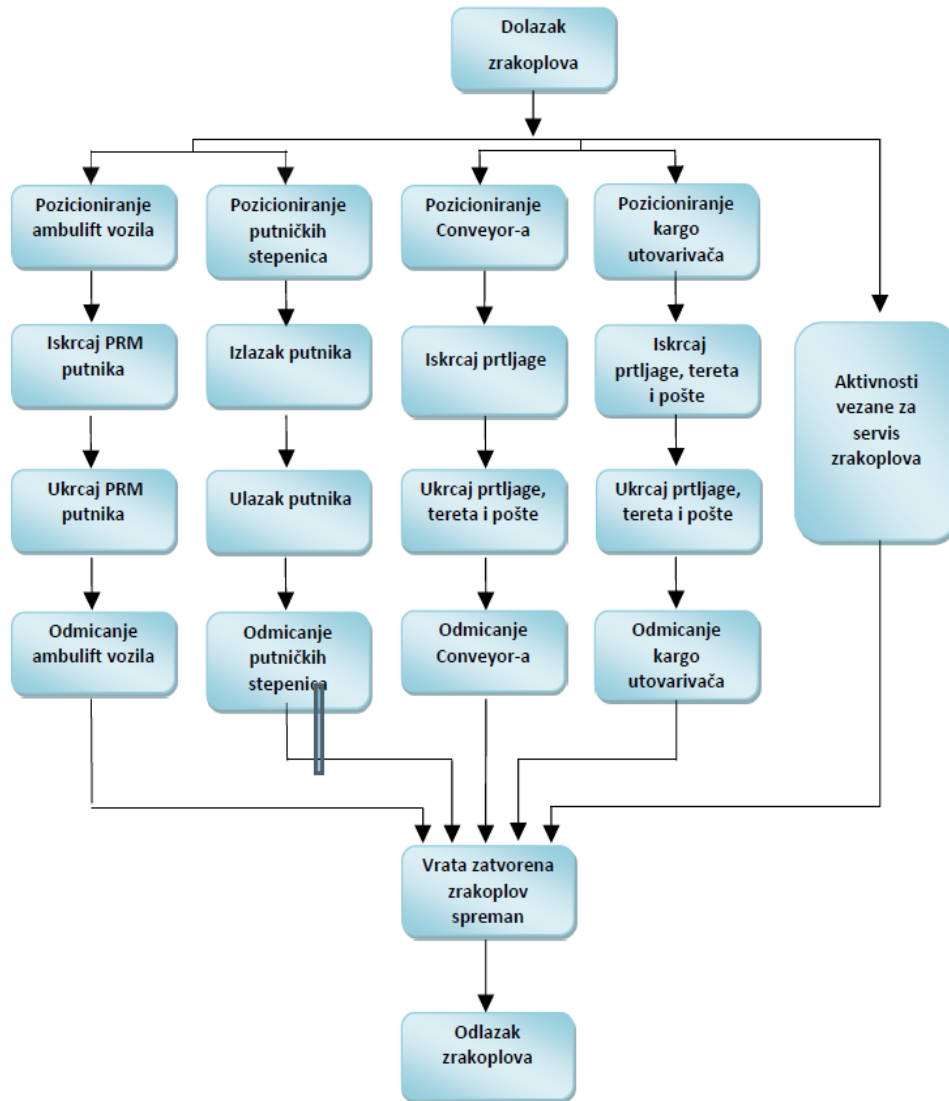 Dolazak
zrakoplova
Pozicioniranje
ambulift vozila
Pozicioniranje
putničkih
stepenica
Pozicioniranje
Conveyor-a
Pozicioniranje
kargo
utovarivača
Iskrcaj PRM
putnika
Izlazak putnika
Iskrcaj prtljage
Iskrcaj
prtljage, tereta
i pošte
Aktivnosti
vezane za
servis
zrakoplova
Ukrcaj PRM
putnika
Ulazak putnika
Ukrcaj prtljage,
tereta i pošte
Ukrcaj prtljage,
tereta i pošte
Odmicanje
ambulift vozila
Odmicanje
putničkih
stepenica
Odmicanje
Conveyor-a
Odmicanje
kargo
utovarivača
Vrata zatvorena
zrakoplov
spreman
Odlazak
zrakoplova